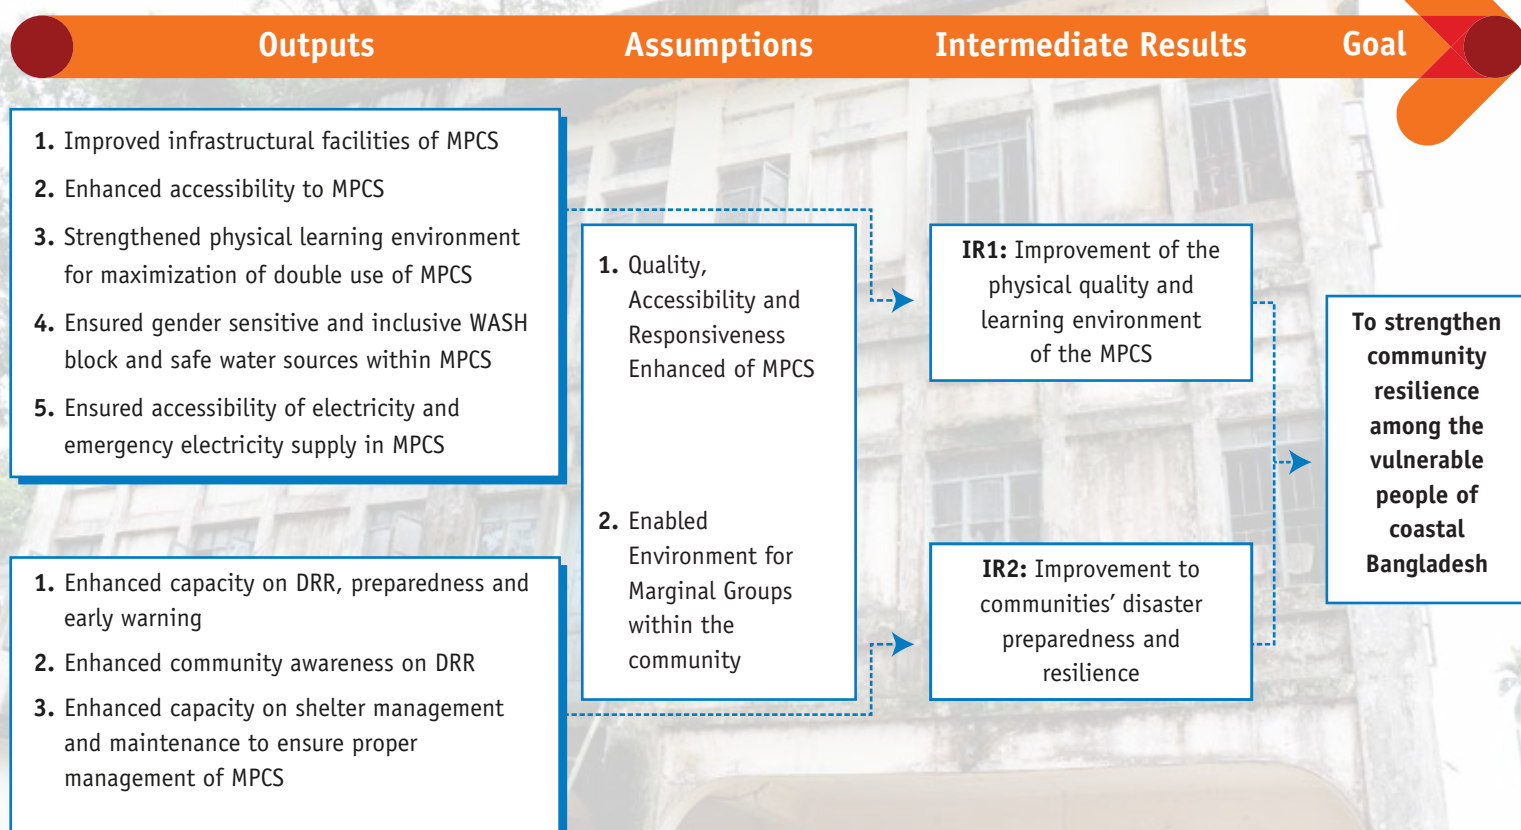 Outputs
Assumptions
Intermediate Results
Goal
1. Improved infrastructural facilities of MPCS
2. Enhanced accessibility to MPCS
3. Strengthened physical learning environment
for maximization of double use of MPCS
4. Ensured gender sensitive and inclusive WASH
block and safe water sources within MPCS
5. Ensured accessibility of electricity and
emergency electricity supply in MPCS
1. Enhanced capacity on DRR, preparedness and
early warning
2. Enhanced community awareness on DRR
3. Enhanced capacity on shelter management
and maintenance to ensure proper
management of MPCS
1. Quality,
Accessibility and
Responsiveness
Enhanced of MPCS
2. Enabled
Environment for
Marginal Groups
within the
community
IR1: Improvement of the
physical quality and
learning environment
of the MPCS
IR2: Improvement to
communities’ disaster
preparedness and
resilience
To strengthen
community
resilience
among the
vulnerable
people of
coastal
Bangladesh